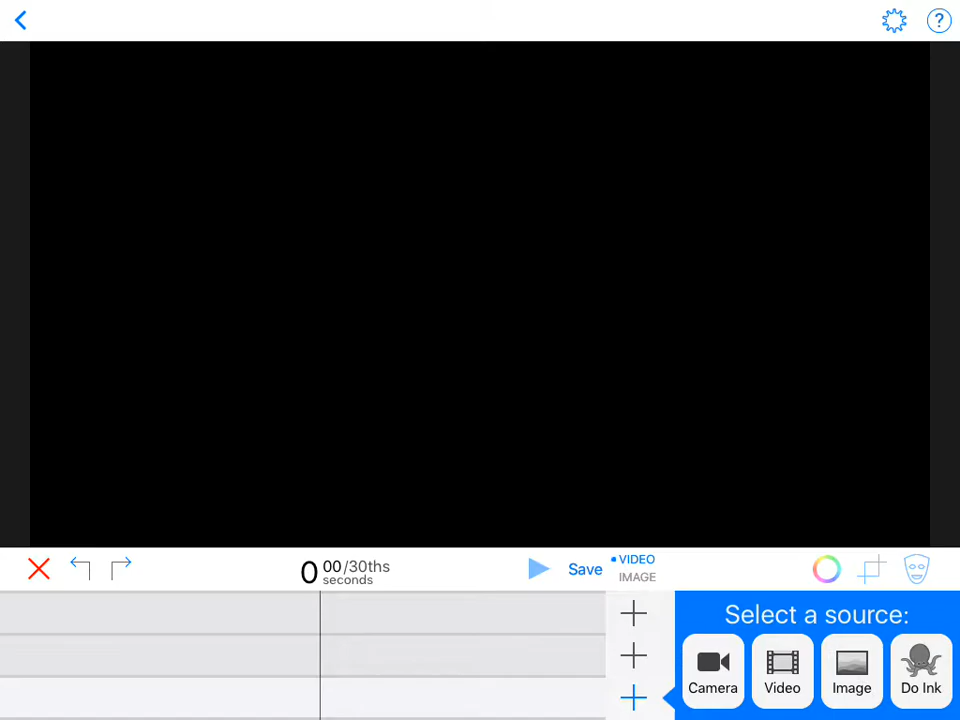 ?
0 00/30ths
seconds
Save
VIDEO
IMAGE
Select a source:
Camera
Video
Image
Do Ink